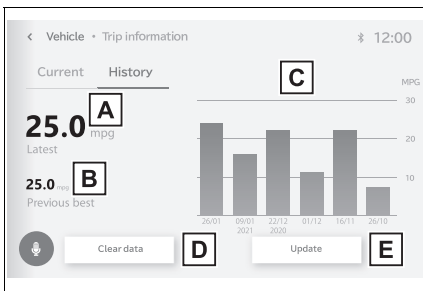 Vehicle • Trip information
12:00
Current History
A
25.0 mpg
Latest
B
25.0 mpg
Previous best
C
MPG
30
20
10
26/01 09/01 22/12 01/12 16/11 26/10
2021 2020
Clear data
D
Update
E